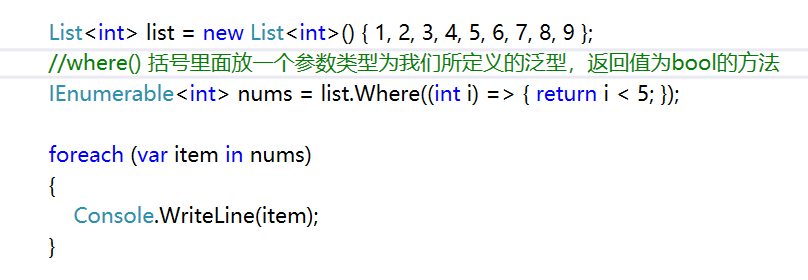 List<int> list = new List<int>() { 1, 2, 3, 4, 5, 6, 7, 8, 9 };
//where() 括号里面放一个参数类型为我们所定义的泛型，返回值为bool的方法
IEnumerable<int> nums = list.Where((int i) => { return i < 5; });
foreach (var item in nums)
{
Console.WriteLine(item);
}